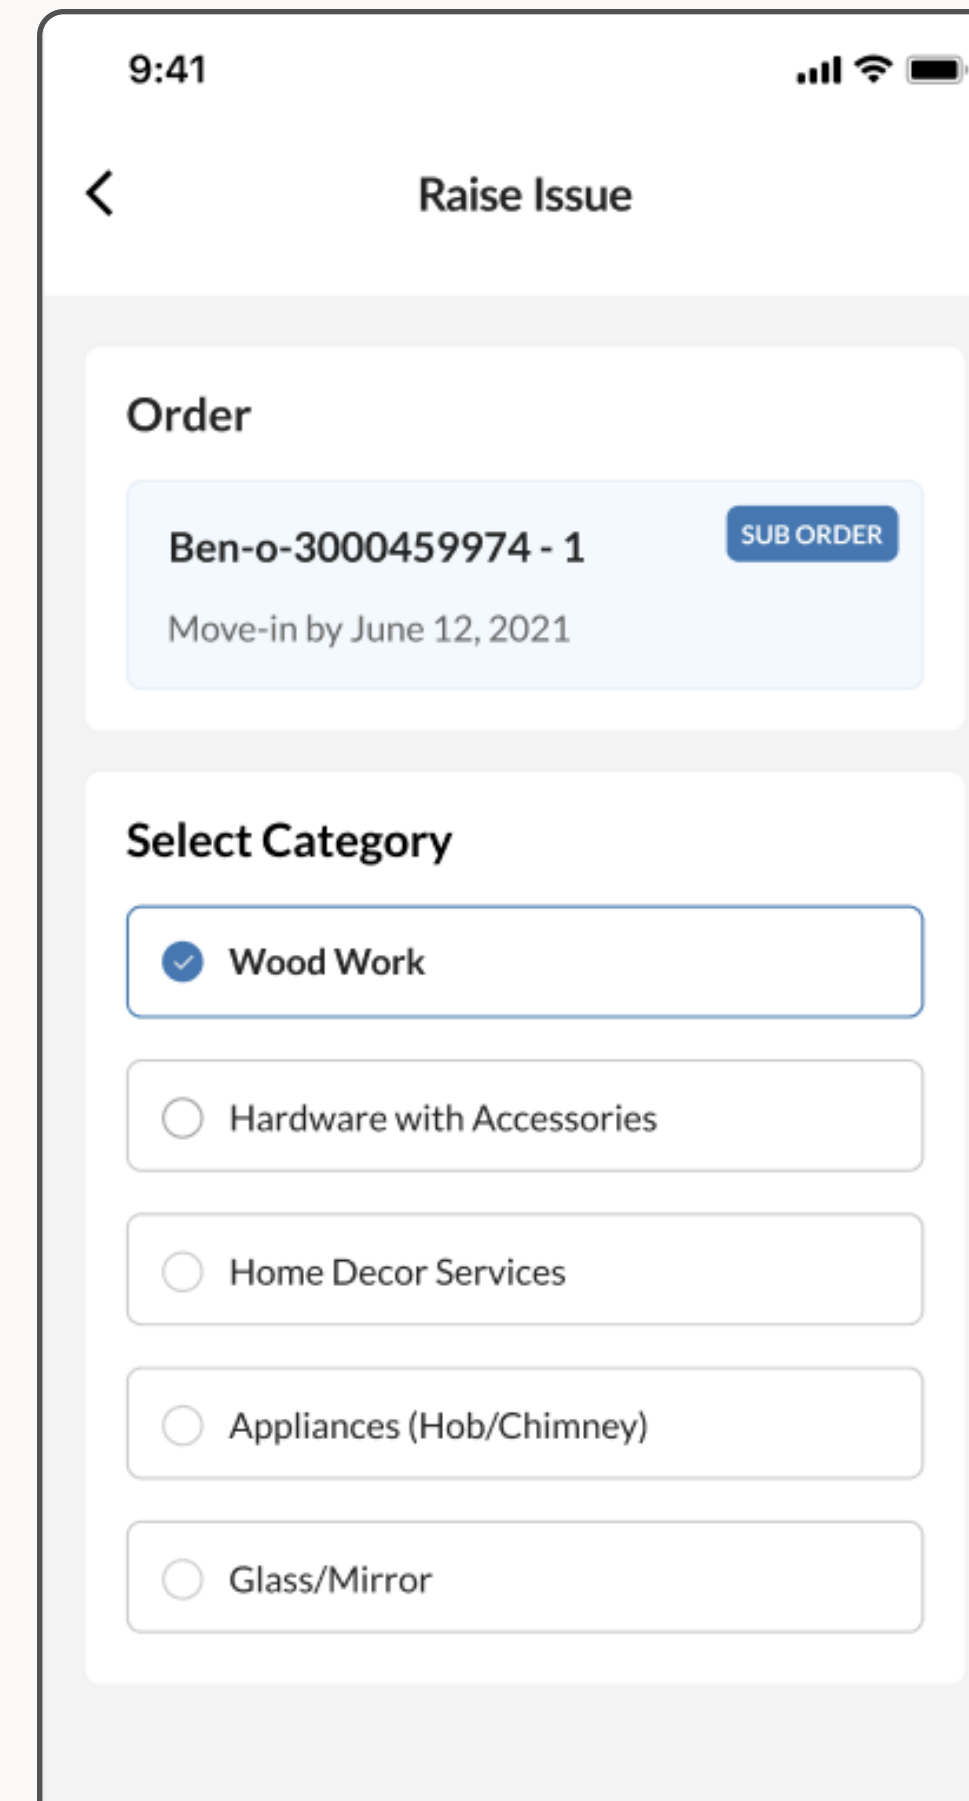 9:41
Raise Issue
Order
Ben-o-3000459974 - 1
SUB ORDER
Move-in by June 12, 2021
Select Category
Wood Work
Hardware with Accessories
Home Decor Services
Appliances (Hob/Chimney)
Glass/Mirror